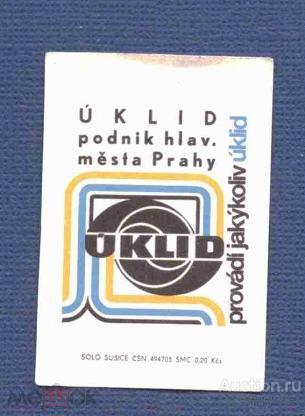 ÚKLID
podnik hlav.
města Prahy
provádí jakýkoliv úklid
ÚKLID
SOLO SUSICE ČSN 494705 SMC 0,20 Kčs
Auction.ru